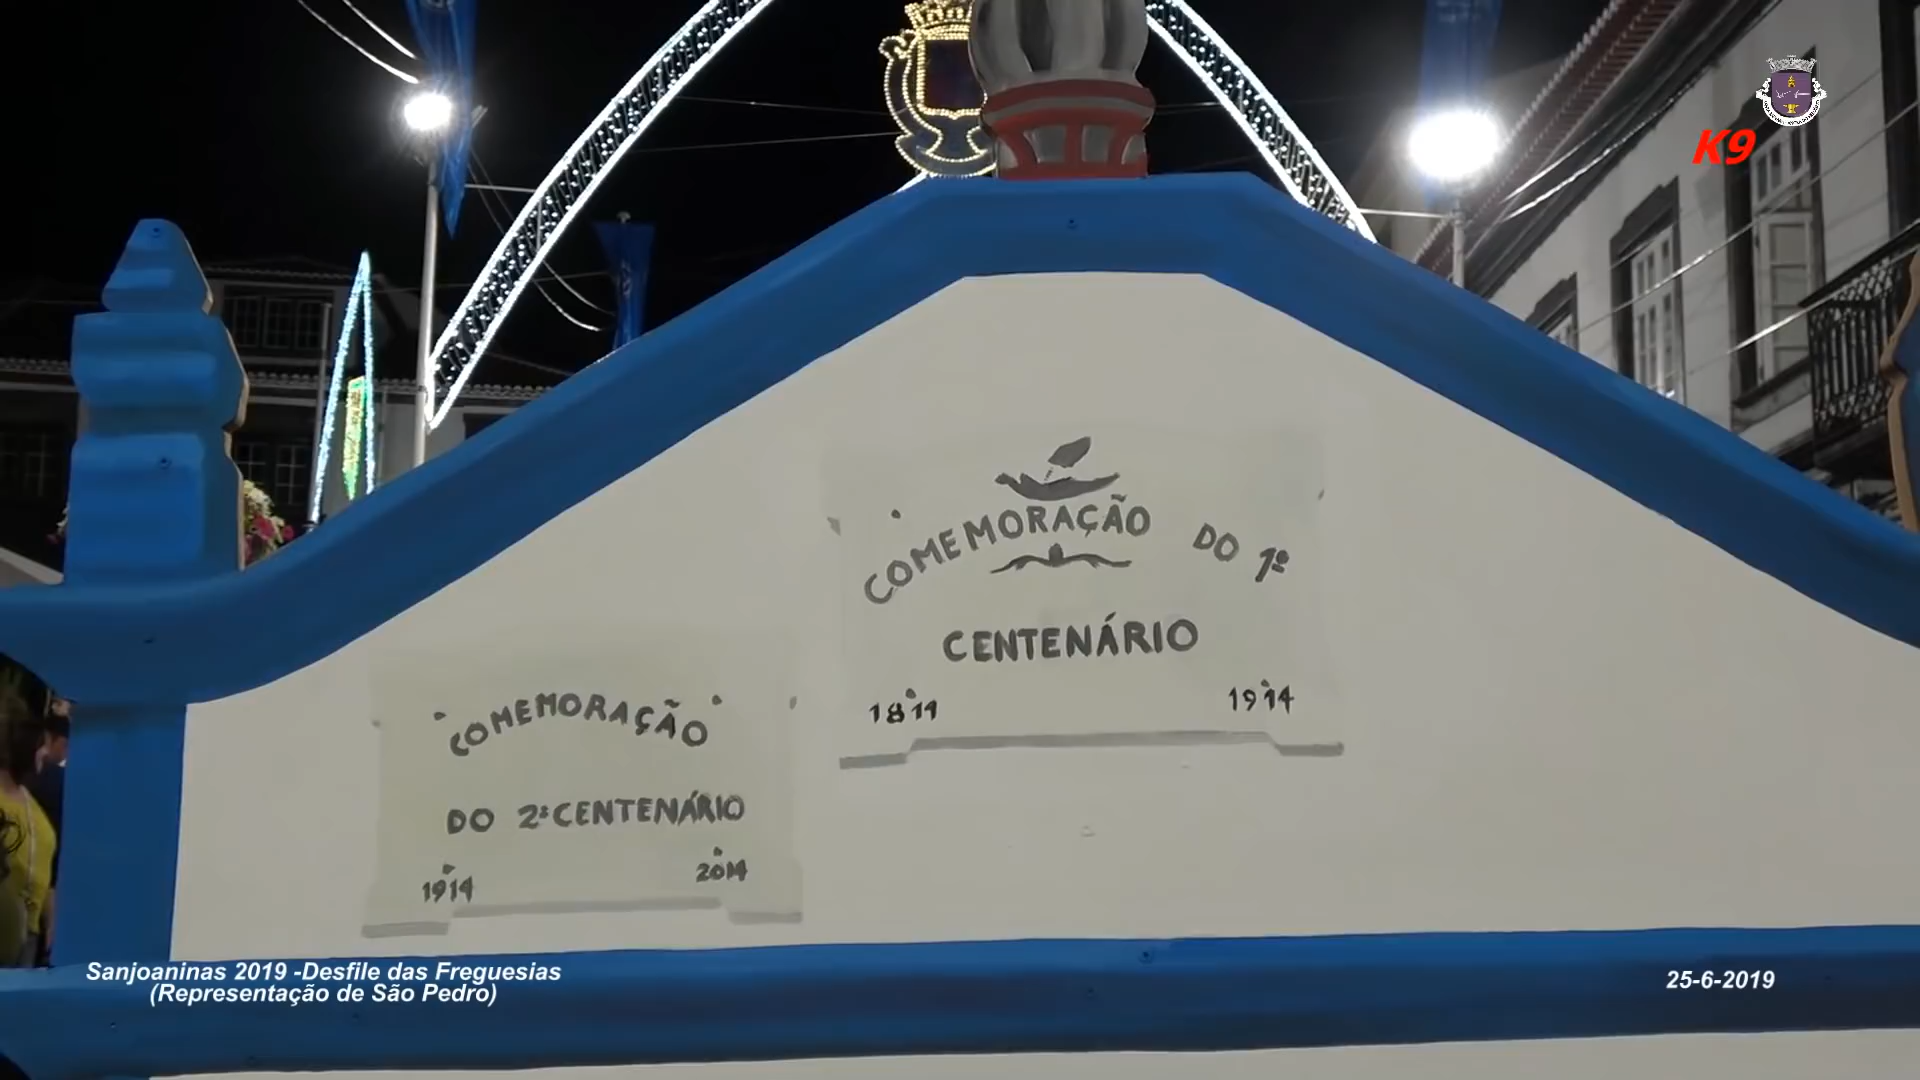 K9
COMEMORAÇÃO DO 1º
CENTENÁRIO
1814 1914
COMEMORAÇÃO
DO 2º CENTENÁRIO
1914 2014
Sanjoaninas 2019 -Desfile das Freguesias
(Representação de São Pedro)
25-6-2019